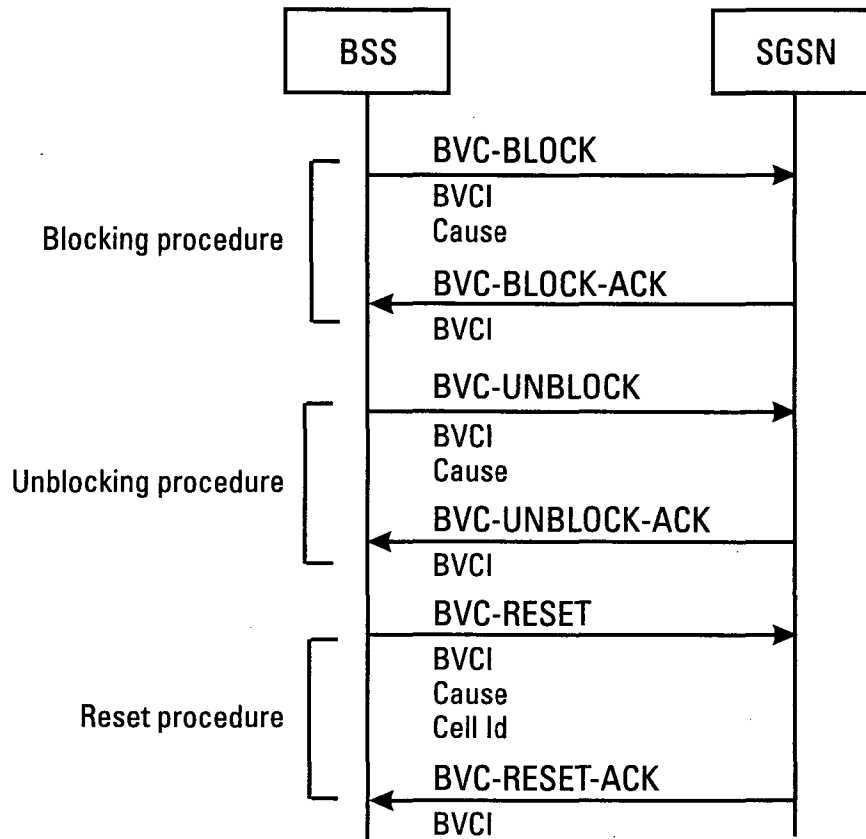 BSS
SGSN
BVC-BLOCK
BVCI
Cause
Blocking procedure
BVC-BLOCK-ACK
BVCI
BVC-UNBLOCK
BVCI
Cause
Unblocking procedure
BVC-UNBLOCK-ACK
BVCI
BVC-RESET
BVCI
Cause
Cell Id
Reset procedure
BVC-RESET-ACK
BVCI